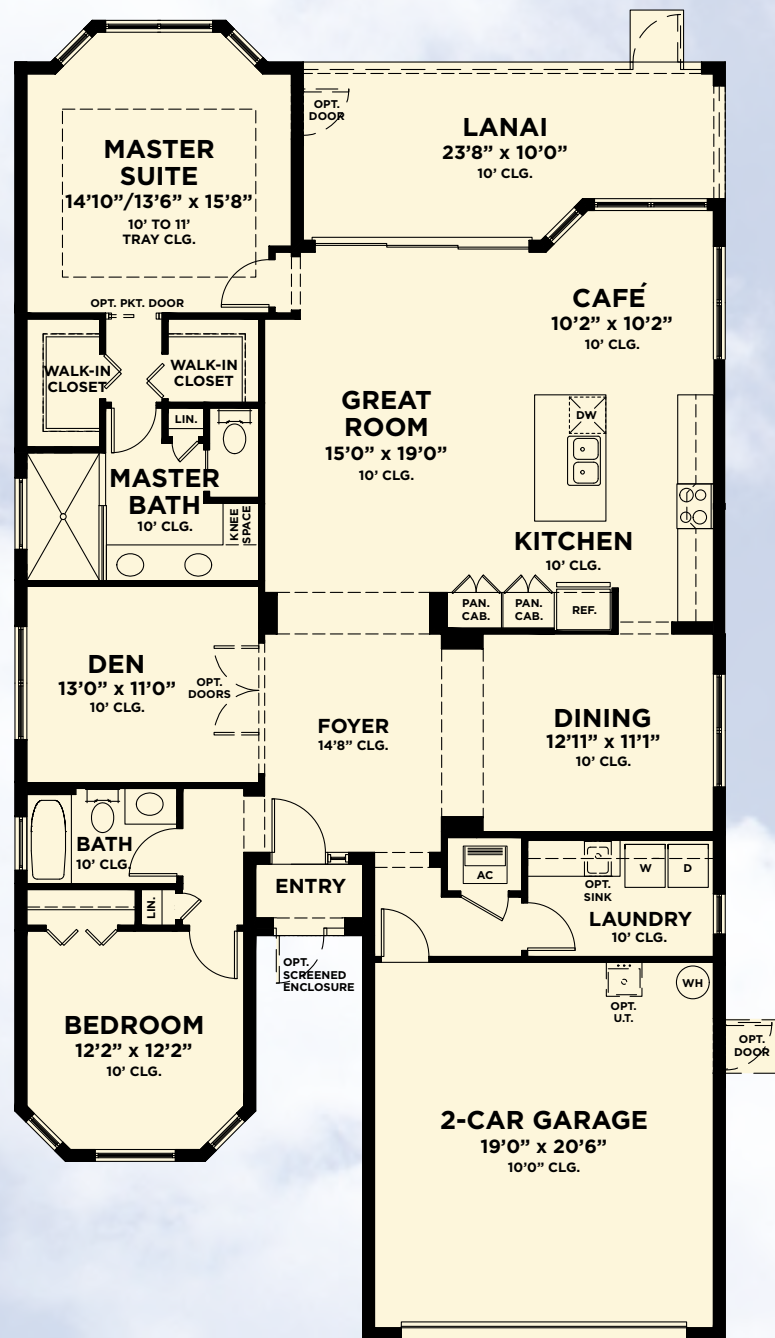 MASTER
SUITE
14'10”/13'6” x 15'8”
10' TO 11'
TRAY CLG.
OPT.
DOOR
LANAI
23'8” x 10'0”
10' CLG.
OPT. PKT. DOOR
CAFÉ
10'2” x 10'2”
10' CLG.
WALK-IN
CLOSET
WALK-IN
CLOSET
LIN.
GREAT
ROOM
15'0” x 19'0”
10' CLG.
DW
MASTER
BATH
10' CLG.
KNEE
SPACE
KITCHEN
10' CLG.
PAN.
CAB.
PAN.
CAB.
REF.
DEN
13'0” x 11'0”
10' CLG.
OPT.
DOORS
FOYER
14'8” CLG.
DINING
12'11” x 11'1”
10' CLG.
BATH
10' CLG.
LIN.
ENTRY
AC
OPT.
SINK
W
D
LAUNDRY
10' CLG.
OPT.
SCREENED
ENCLOSURE
OPT.
U.T.
WH
OPT.
DOOR
BEDROOM
12'2” x 12'2”
10' CLG.
2-CAR GARAGE
19'0” x 20'6”
10'0” CLG.